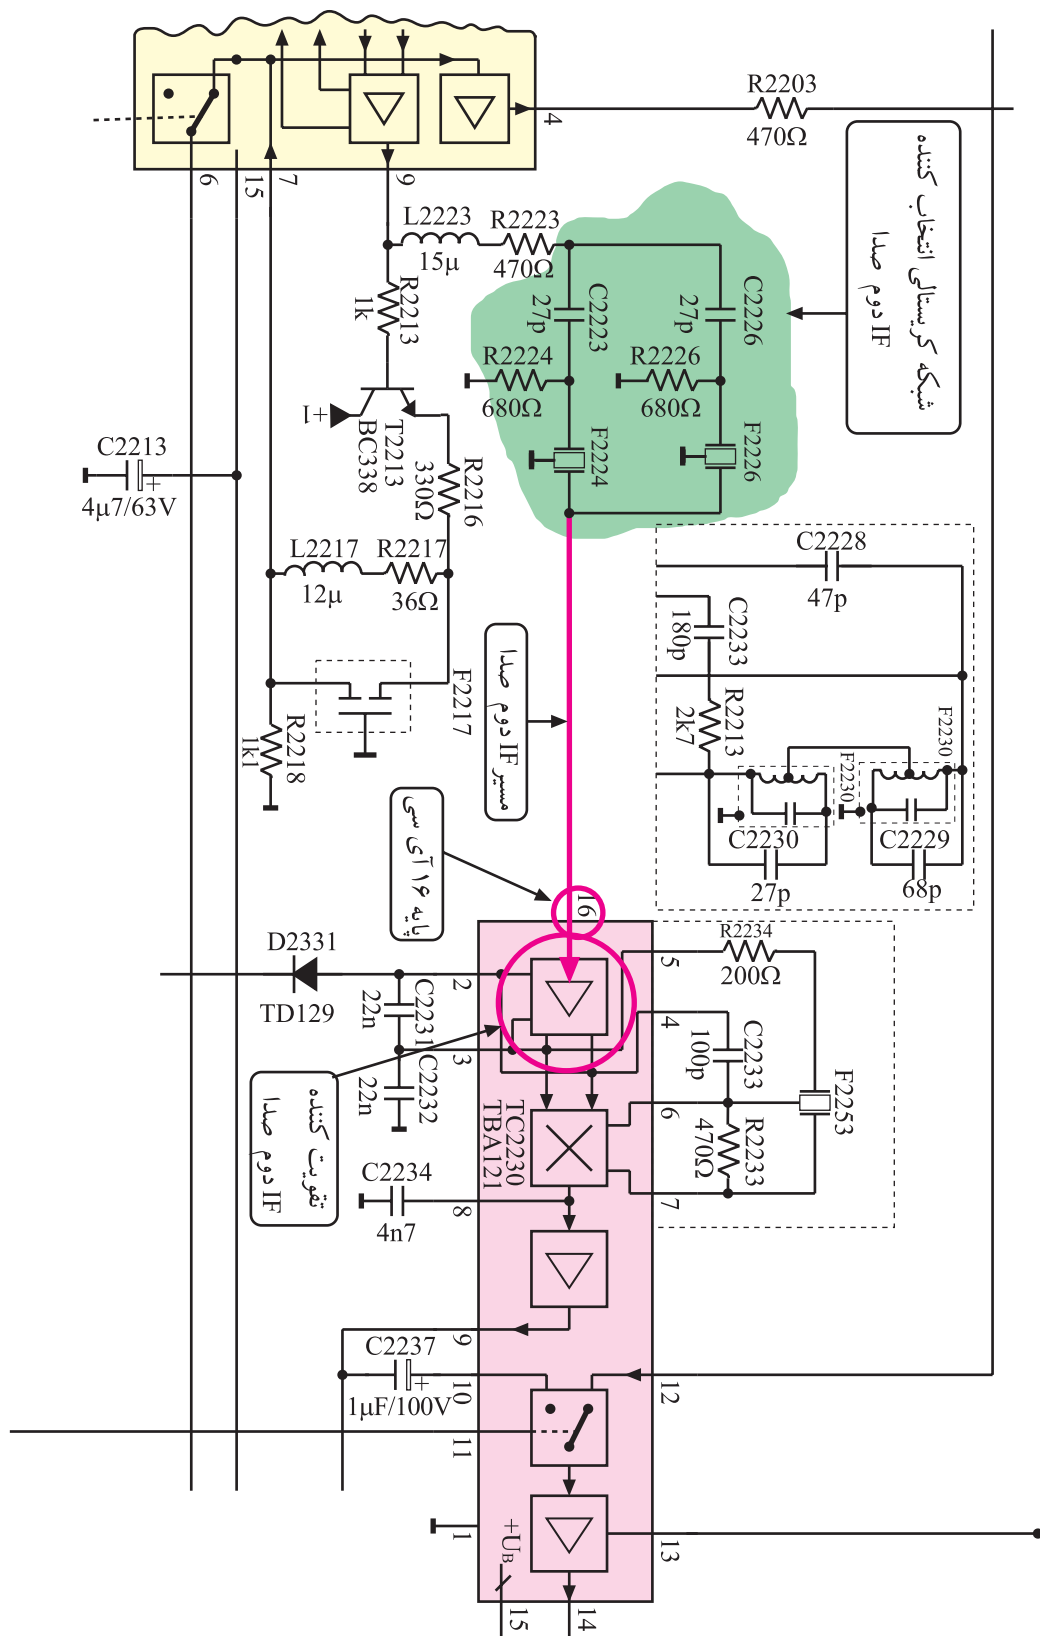 R2203
470Ω
4
6
15
7
9
شبکه کریستالی انتخاب کننده
IF دوم صدا
L2223
15μ
R2223
470Ω
R2213
1k
C2223
27p
C2226
27p
R2224
680Ω
R2226
680Ω
F2224
F2226
+1
T2213
BC338
R2216
330Ω
C2213
4μ7/63V
+
L2217
12μ
R2217
36Ω
F2217
R2218
1k1
C2228
47p
C2233
180p
R2213
2k7
F2230
F2230
C2230
27p
C2229
68p
مسیر IF دوم صدا
پایه ۱۶ آی سی
16
D2331
TD129
2
C2231
22n
3
C2232
22n
تقویت کننده
IF دوم صدا
5
R2234
200Ω
4
C2233
100p
F2253
6
R2233
470Ω
7
TC2230
TBA121
C2234
4n7
8
9
C2237
+
1μF/100V
10
12
11
1
+U_B
13
15
14